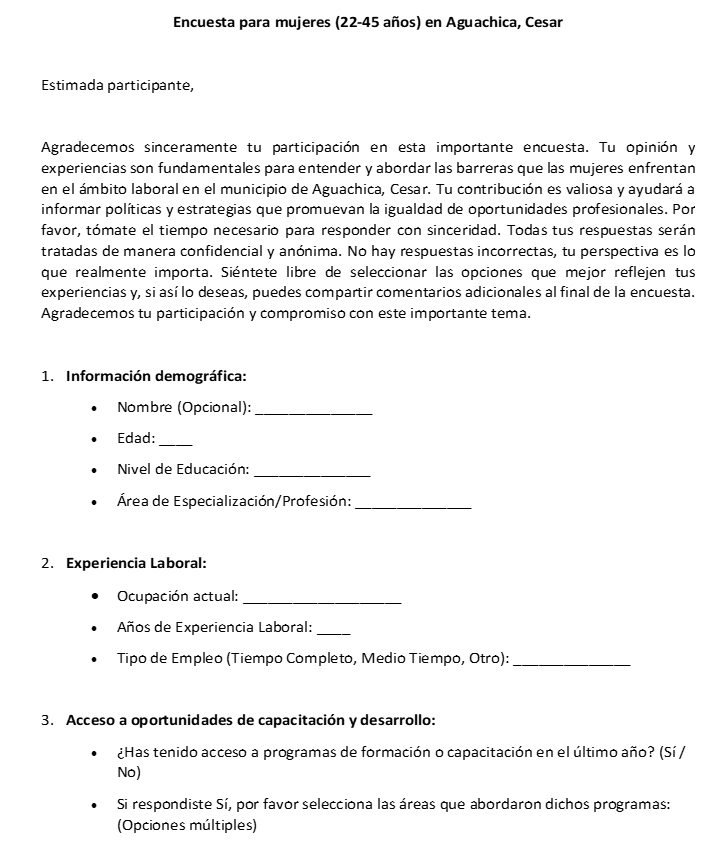 Encuesta para mujeres (22-45 años) en Aguachica, Cesar
Estimada participante,
Agradecemos sinceramente tu participación en esta importante encuesta. Tu opinión y
experiencias son fundamentales para entender y abordar las barreras que las mujeres enfrentan
en el ámbito laboral en el municipio de Aguachica, Cesar. Tu contribución es valiosa y ayudará a
informar políticas y estrategias que promuevan la igualdad de oportunidades profesionales. Por
favor, tómate el tiempo necesario para responder con sinceridad. Todas tus respuestas serán
tratadas de manera confidencial y anónima. No hay respuestas incorrectas, tu perspectiva es lo
que realmente importa. Siéntete libre de seleccionar las opciones que mejor reflejen tus
experiencias y, si así lo deseas, puedes compartir comentarios adicionales al final de la encuesta.
Agradecemos tu participación y compromiso con este importante tema.
1. Información demográfica:
• Nombre (Opcional): ______________
• Edad: ____
• Nivel de Educación: ______________
• Área de Especialización/Profesión: ______________
2. Experiencia Laboral:
• Ocupación actual: ___________________
• Años de Experiencia Laboral: ____
• Tipo de Empleo (Tiempo Completo, Medio Tiempo, Otro): ______________
3. Acceso a oportunidades de capacitación y desarrollo:
• ¿Has tenido acceso a programas de formación o capacitación en el último año? (Sí /
No)
• Si respondiste Sí, por favor selecciona las áreas que abordaron dichos programas:
(Opciones múltiples)